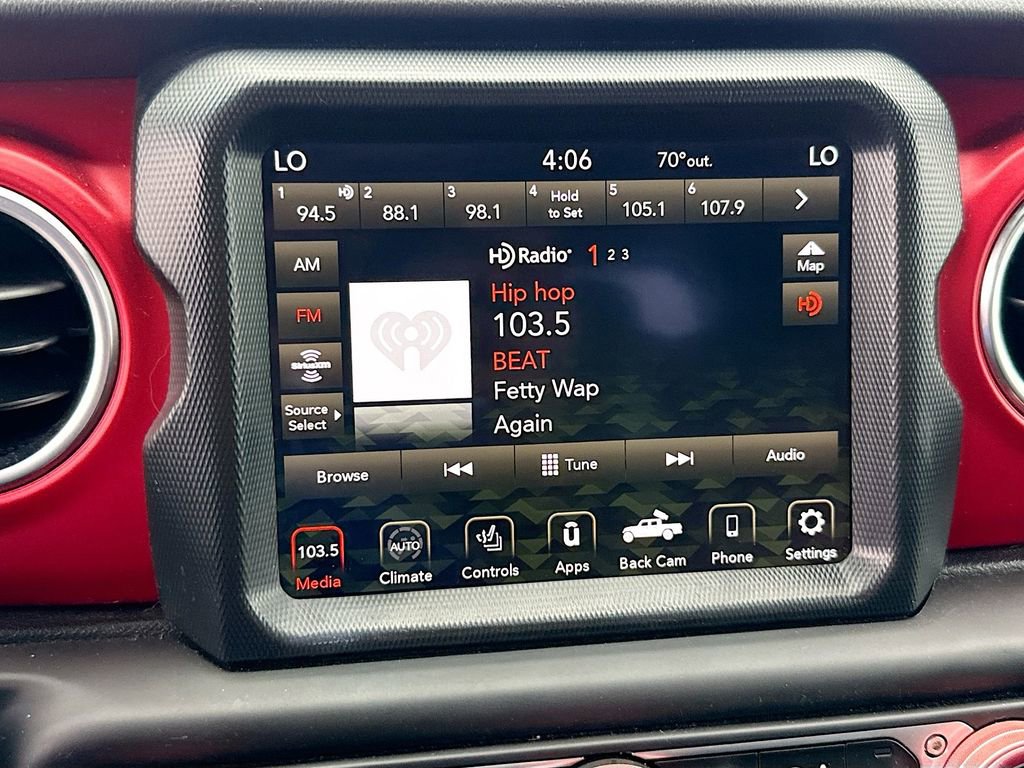 LO 4:06 70°out. LO
1 94.5 HD 2 88.1 3 98.1 4 Hold to Set 5 105.1 6 107.9
AM
HD Radio 1 2 3
Map
FM
Hip hop
HD
103.5
SiriusXM
BEAT
Fetty Wap
Source
Select
Again
Browse Tune Audio
103.5 AUTO ū
Media Climate Controls Apps Back Cam Phone Settings